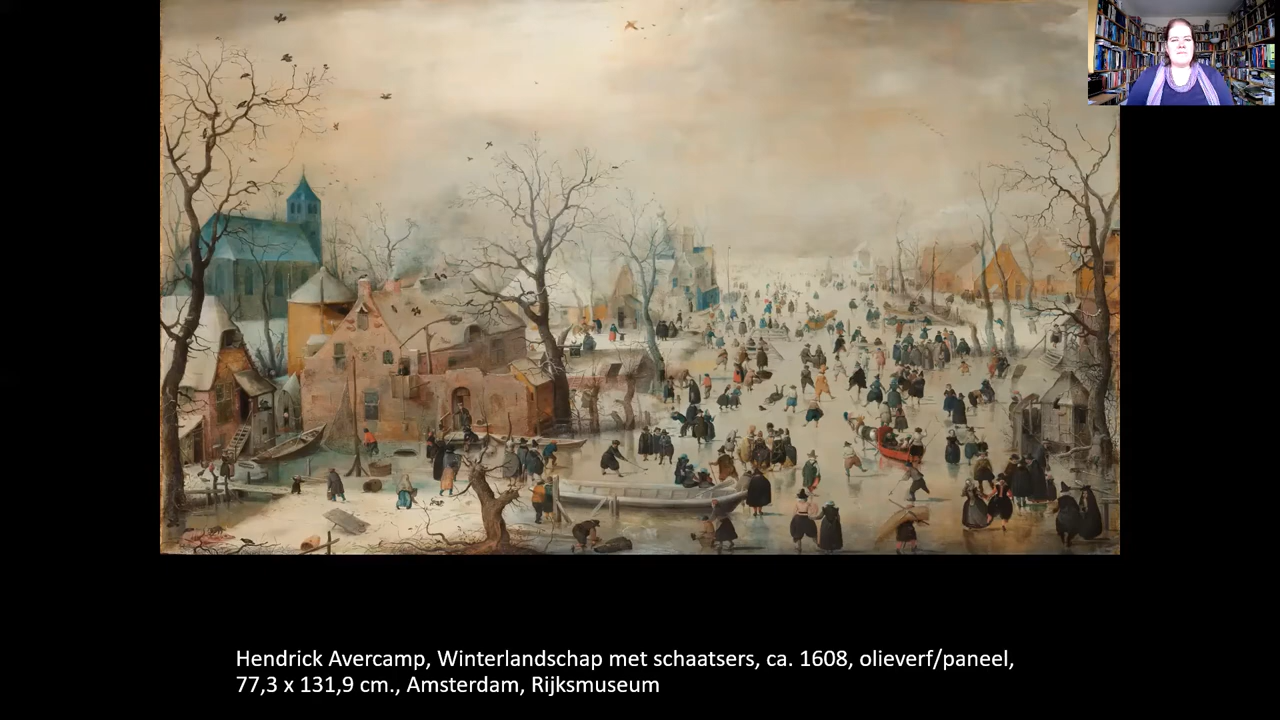 Hendrick Avercamp, Winterlandschap met schaatsers, ca. 1608, olieverf/paneel,
77,3 x 131,9 cm., Amsterdam, Rijksmuseum